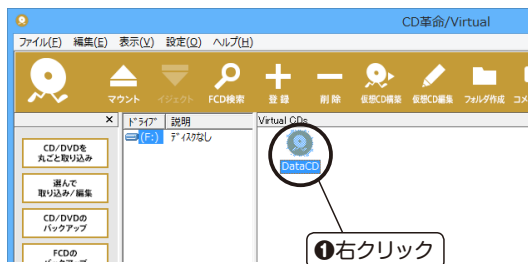 CD革命/Virtual
ファイル(F) 編集(E) 表示(V) 設定(O) ヘルプ(H)
マウント イジェクト FCD検索 登録 削除 仮想CD構築 仮想CD編集 フォルダ作成
× ドライブ 説明 Virtual CDs
(F:) ディスクなし
CD/DVDを
丸ごと取り込み
DataCD
選んで
取り込み/編集
CD/DVDの
バックアップ
❶右クリック
FCDの